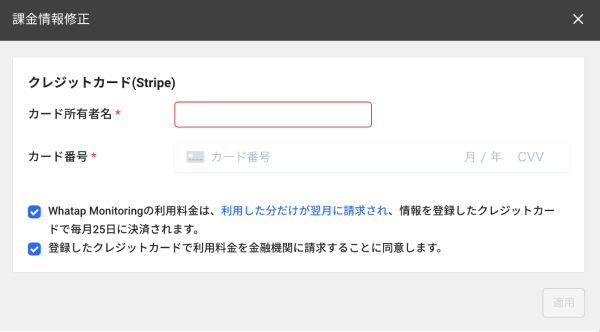 課金情報修正
クレジットカード(Stripe)
カード所有者名 *
カード番号 *
カード番号 月 / 年 CVV
Whatap Monitoringの利用料金は、利用した分だけが翌月に請求され、情報を登録したクレジットカー
ドで毎月25日に決済されます。
登録したクレジットカードで利用料金を金融機関に請求することに同意します。
適用